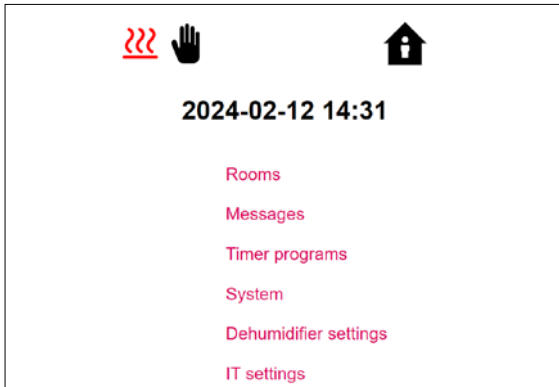 2024-02-12 14:31
Rooms
Messages
Timer programs
System
Dehumidifier settings
IT settings